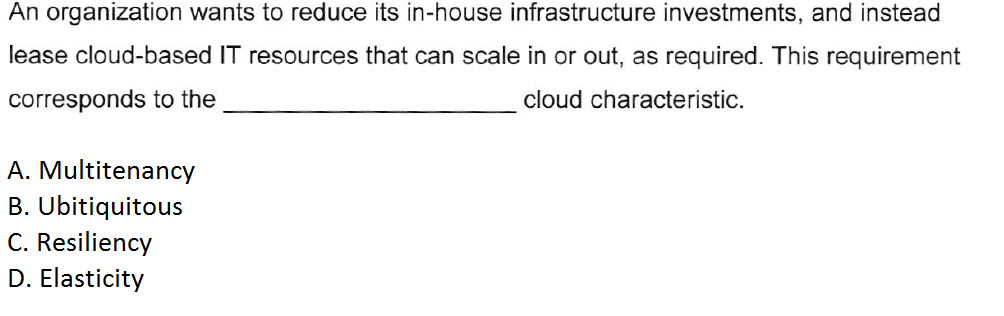 An organization wants to reduce its in-house infrastructure investments, and instead
lease cloud-based IT resources that can scale in or out, as required. This requirement
corresponds to the ______________________ cloud characteristic.
A. Multitenancy
B. Ubitiquitous
C. Resiliency
D. Elasticity